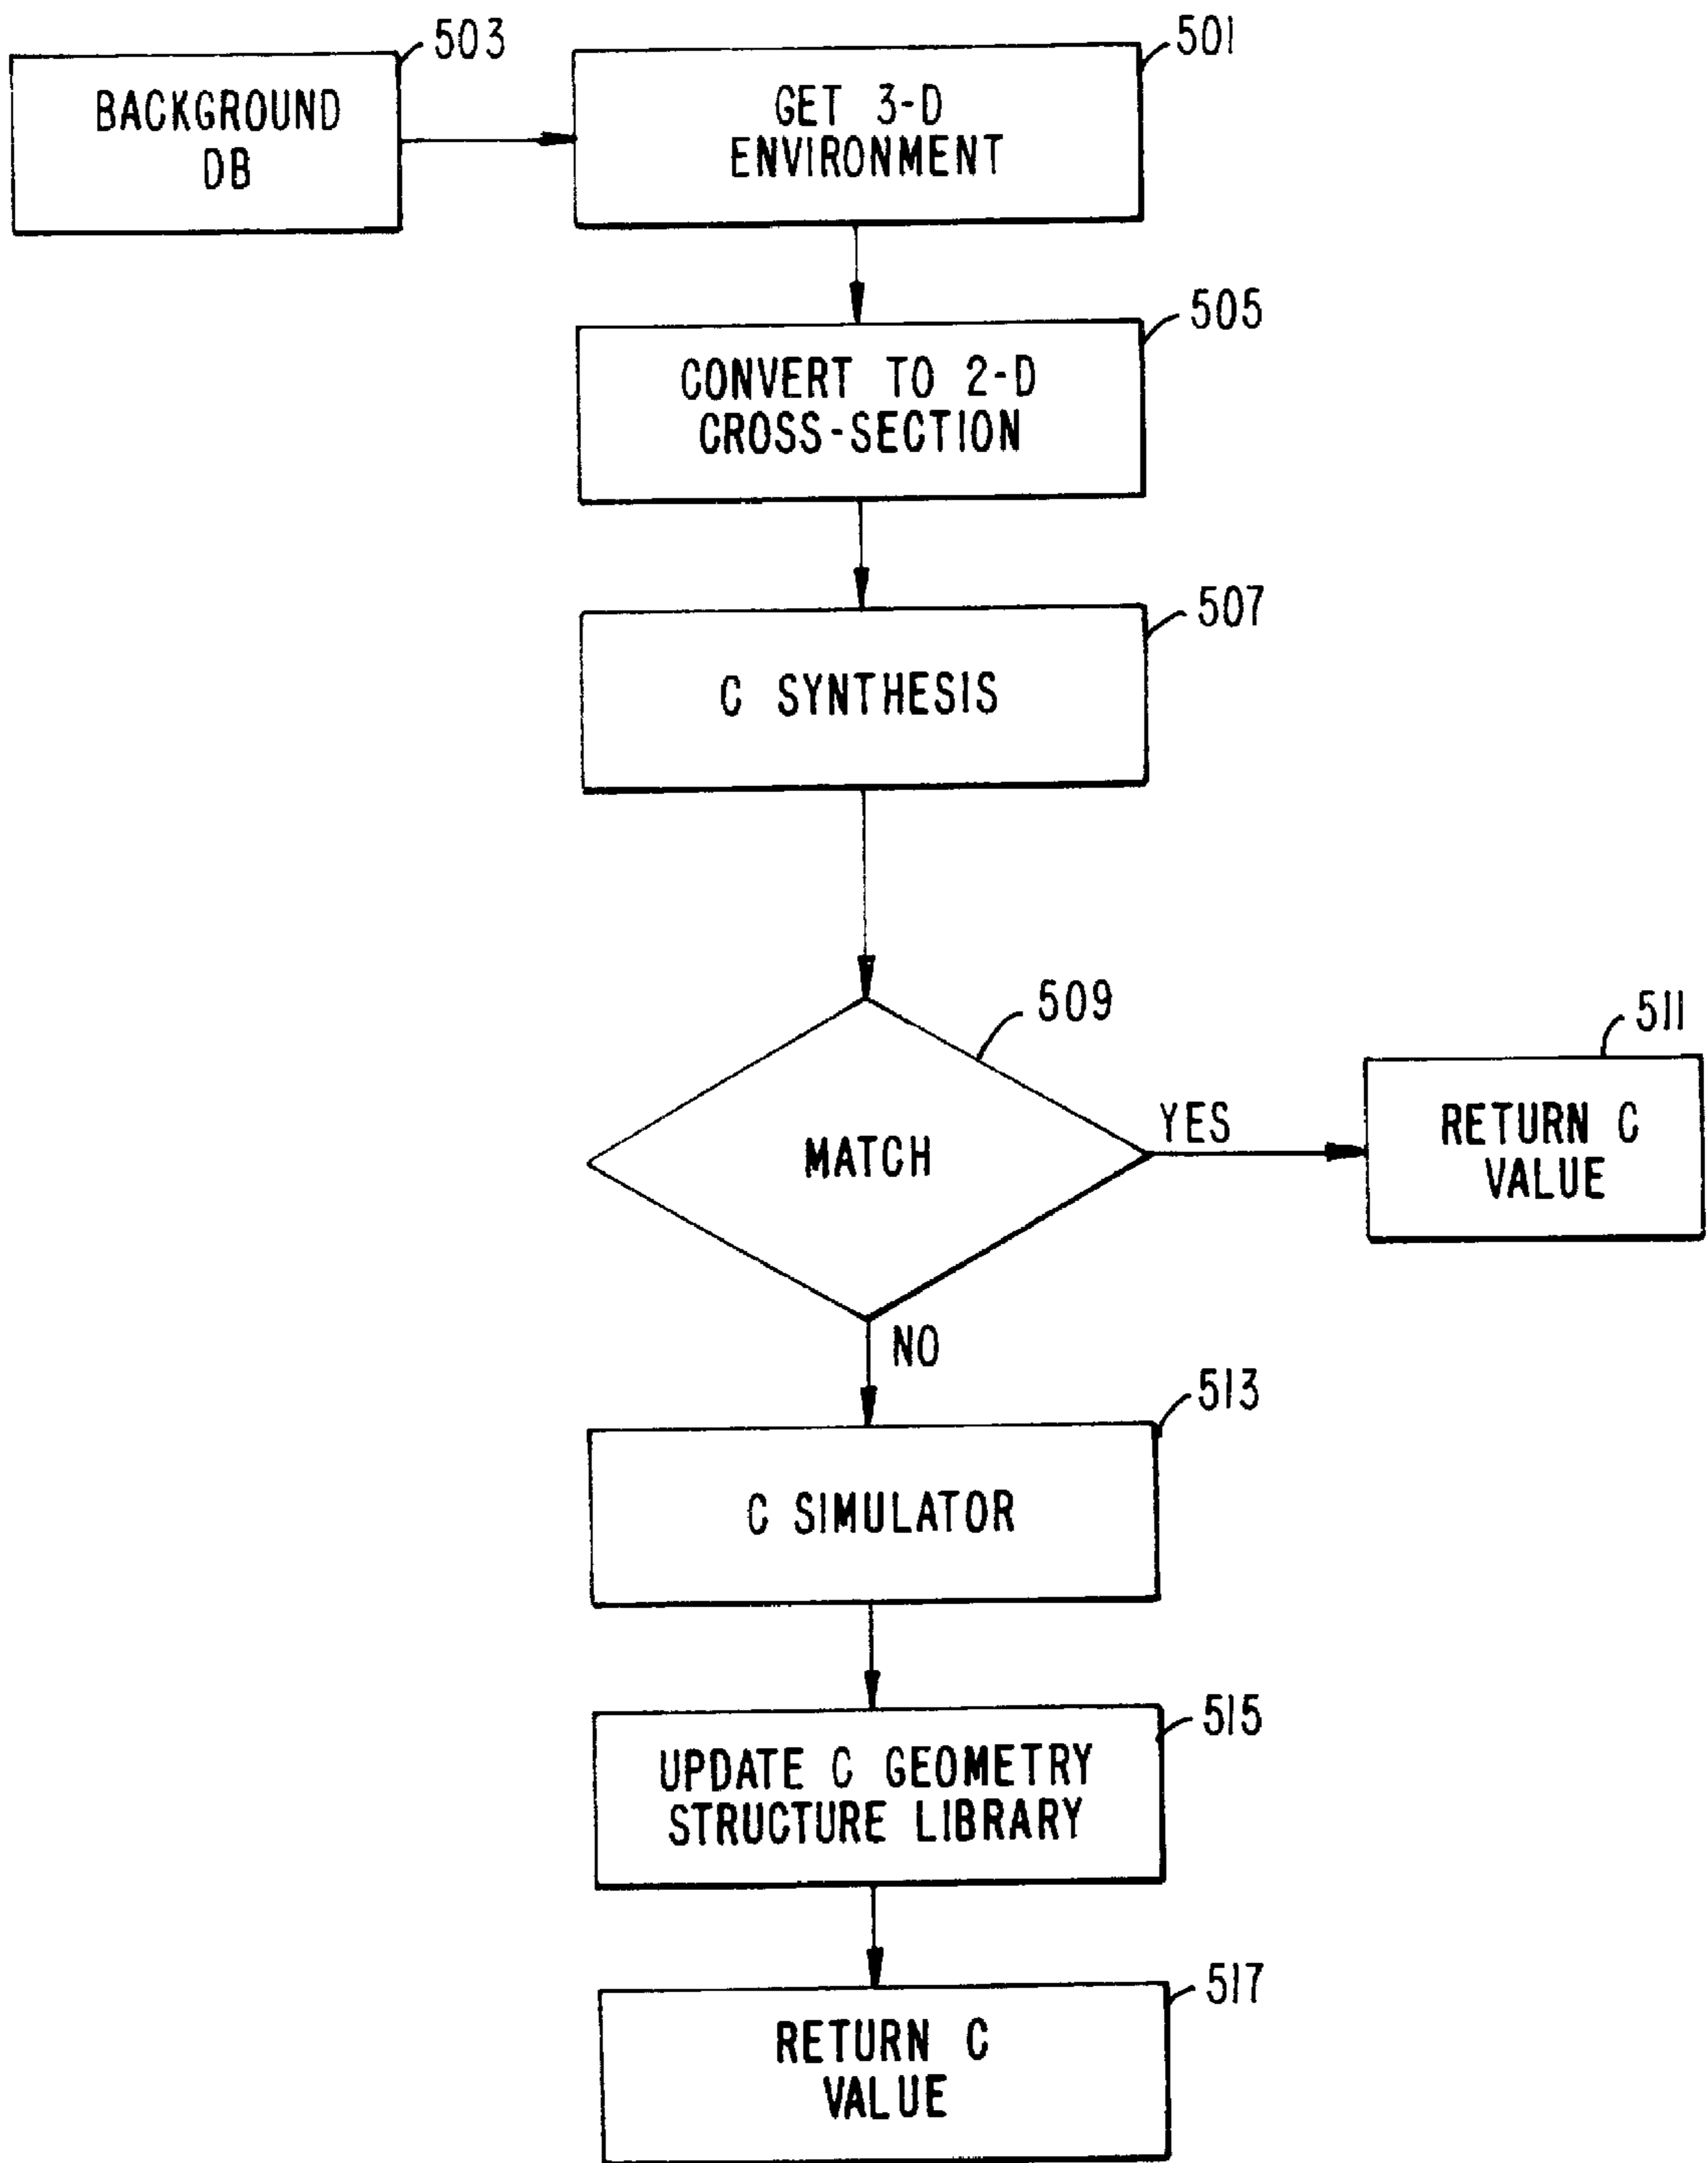 503
BACKGROUND
DB
501
GET 3-D
ENVIRONMENT
505
CONVERT TO 2-D
CROSS-SECTION
507
C SYNTHESIS
509
MATCH
YES
511
RETURN C
VALUE
NO
513
C SIMULATOR
515
UPDATE C GEOMETRY
STRUCTURE LIBRARY
517
RETURN C
VALUE